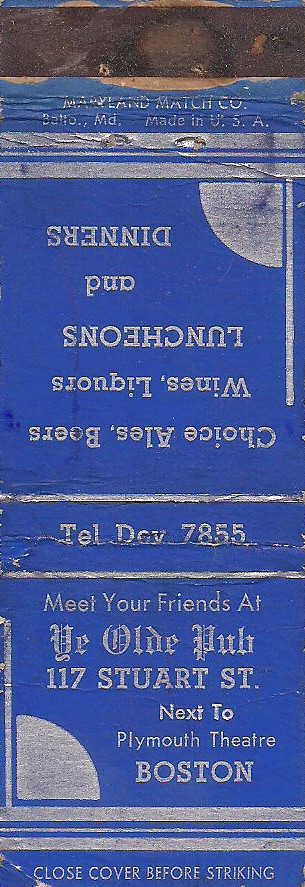 MARYLAND MATCH CO.
Balto., Md. Made in U. S. A.
Choice Ales, Beers
Wines, Liquors
LUNCHEONS
and
DINNERS
Tel. Dev. 7855
Meet Your Friends At
Ye Olde Pub
117 STUART ST.
Next To
Plymouth Theatre
BOSTON
CLOSE COVER BEFORE STRIKING